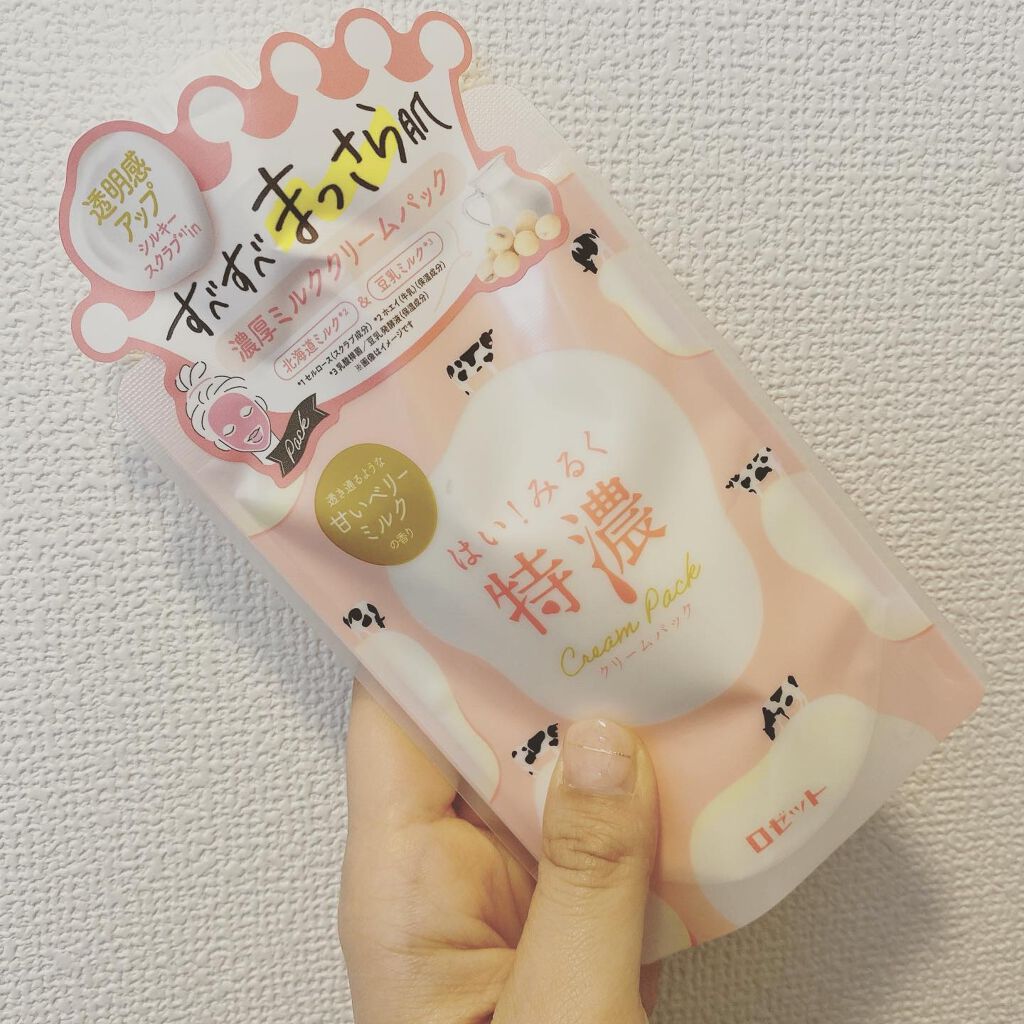 透明感
アップ
シルキー
スクラブ*¹in
すべすべ まっさら肌
濃厚ミルククリームパック
北海道ミルク*² & 豆乳ミルク*³
*1 セルロース(スクラブ成分) *2 ホエイ(牛乳)(保湿成分)
*3 乳酸桿菌/豆乳発酵液(保湿成分)
※画像はイメージです
Pack
透き通るような
甘いベリー
ミルク
の香り
はい!みるく
特濃
Cream Pack
クリームパック
ロゼット